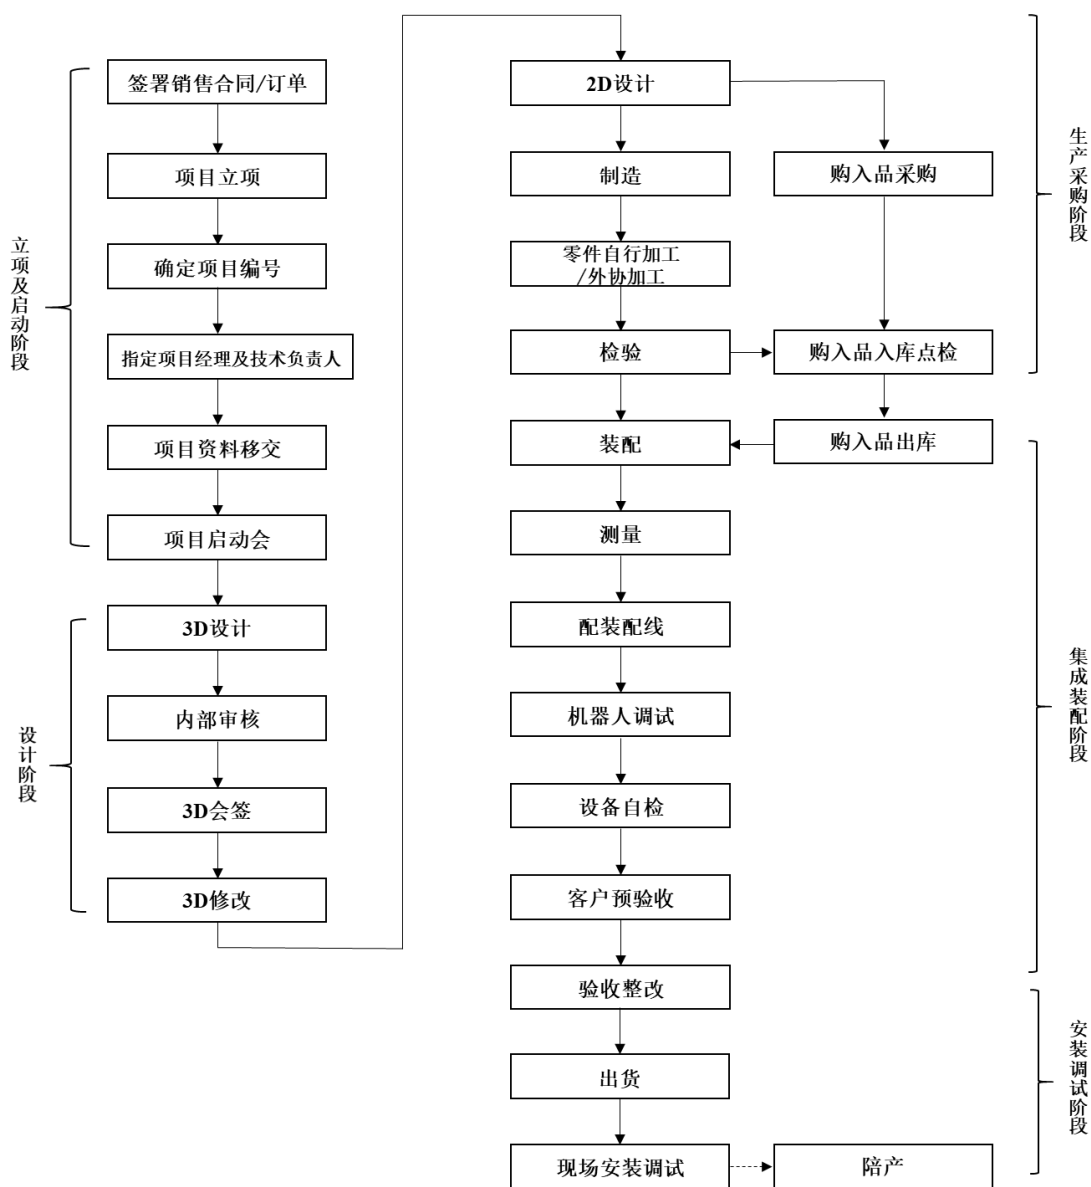 立项及启动阶段
签署销售合同/订单
项目立项
确定项目编号
指定项目经理及技术负责人
项目资料移交
项目启动会
设计阶段
3D设计
内部审核
3D会签
3D修改
2D设计
购入品采购
制造
零件自行加工
/外协加工
检验
购入品入库点检
生产采购阶段
装配
购入品出库
测量
配装配线
机器人调试
设备自检
客户预验收
集成装配阶段
验收整改
出货
现场安装调试
陪产
安装调试阶段